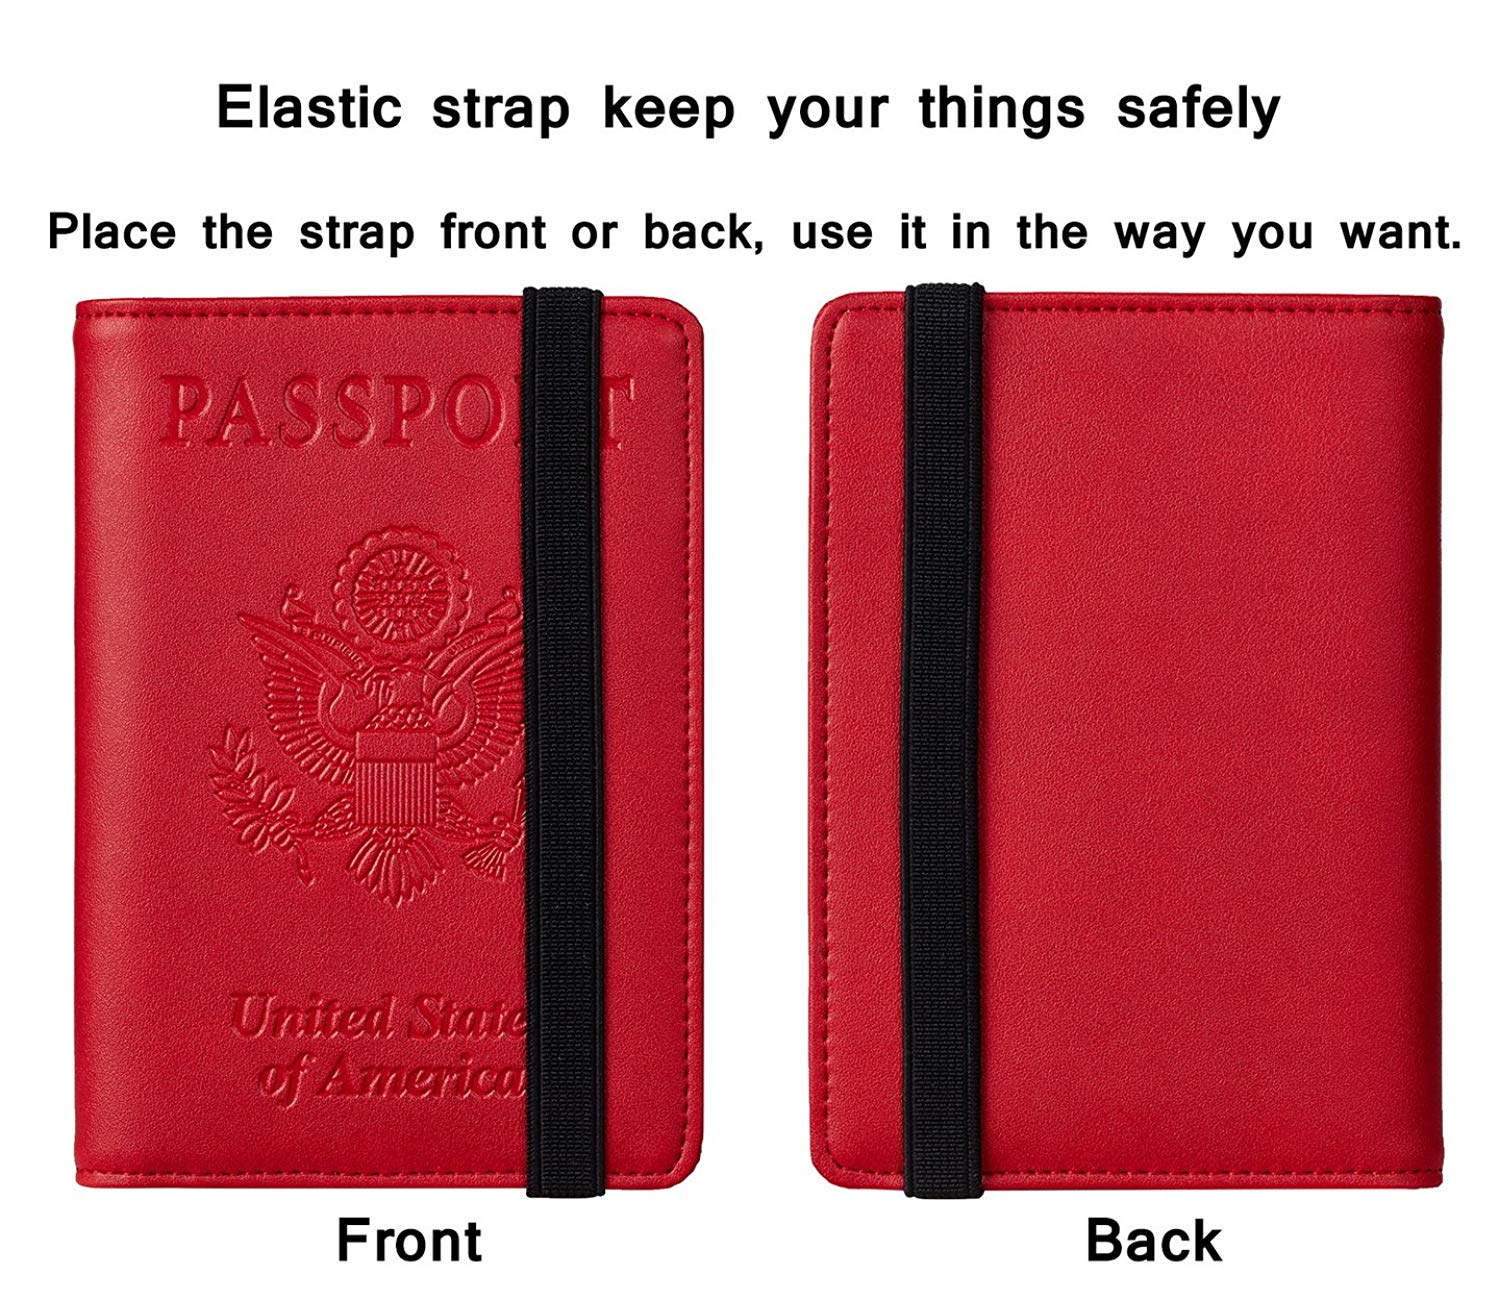 Elastic strap keep your things safely
Place the strap front or back, use it in the way you want.
PASSPO T
United State
of America
Front
Back